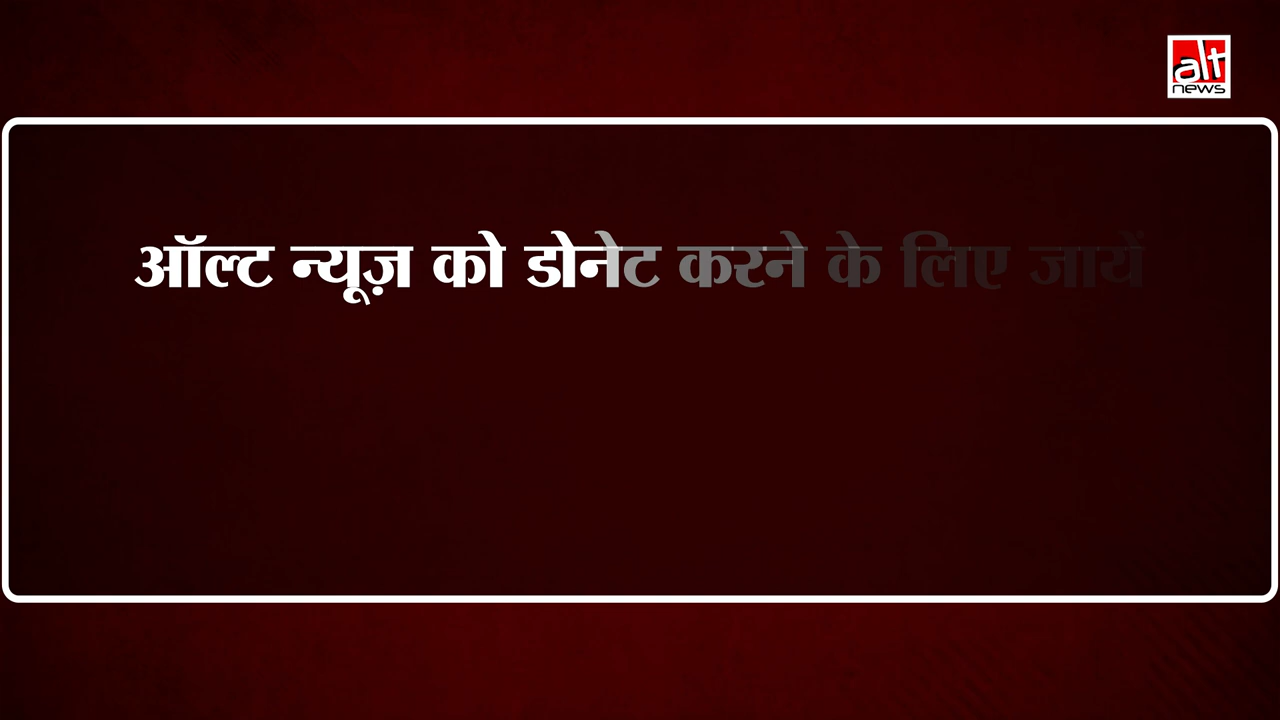 alt
news
ऑल्ट न्यूज़ को डोनेट करने के लिए जायें